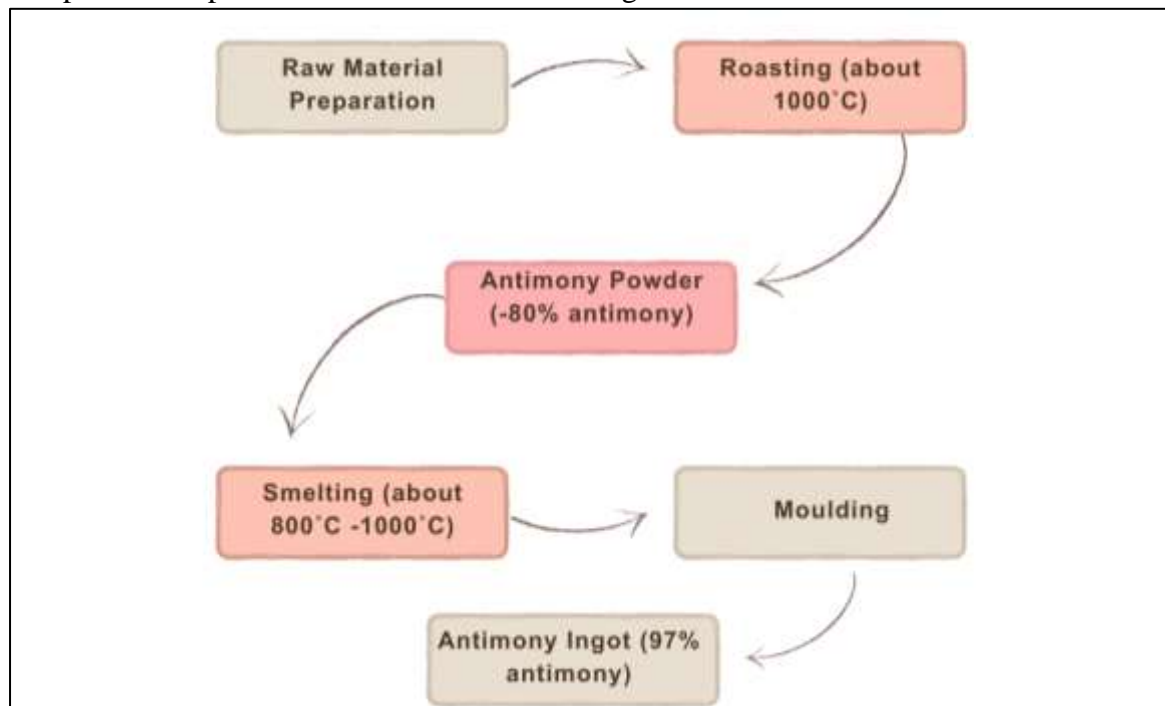 Raw Material
Preparation
Roasting (about
1000˚C)
Antimony Powder
(-80% antimony)
Smelting (about
800˚C -1000˚C)
Moulding
Antimony Ingot (97%
antimony)